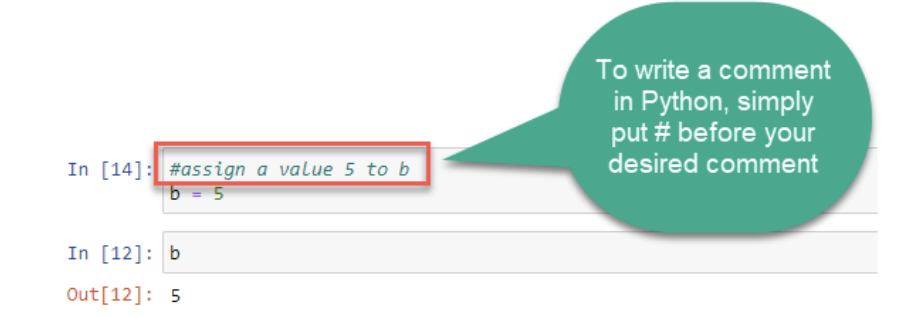 To write a comment
in Python, simply
put # before your
desired comment
In [14]: #assign a value 5 to b
b = 5
In [12]: b
Out[12]: 5